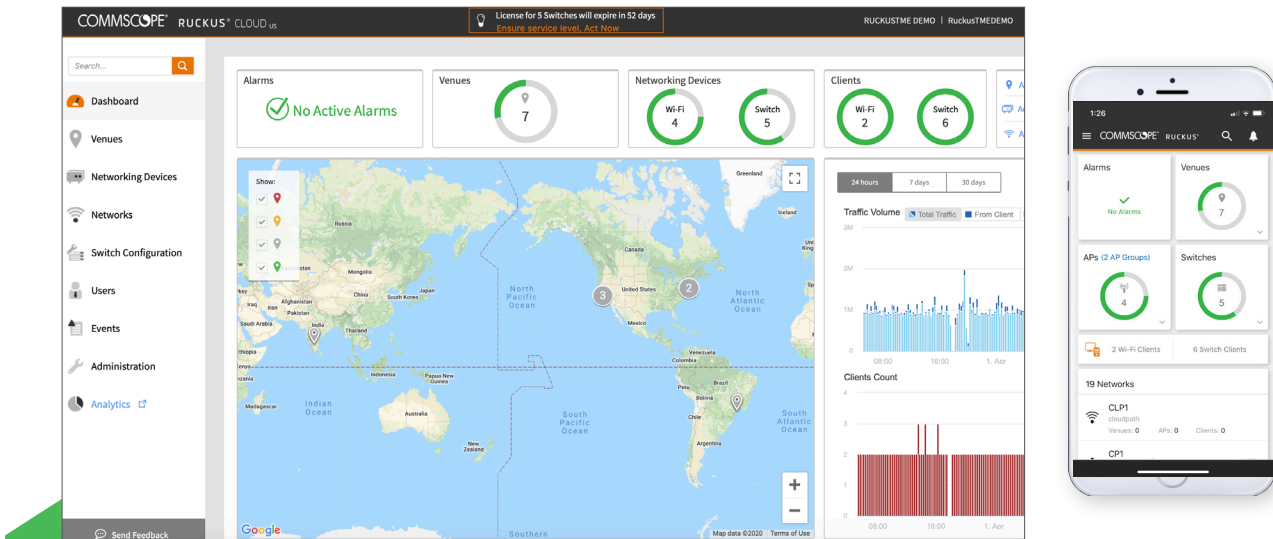 COMMSCOPE® RUCKUS® CLOUD US
License for 5 Switches will expire in 52 days
Ensure service level, Act Now
RUCKUSTME DEMO | RuckusTMEDEMO
Search...
Dashboard
Venues
Networking Devices
Networks
Switch Configuration
Users
Events
Administration
Analytics
Send Feedback
Alarms
No Active Alarms
Venues
7
Networking Devices
Wi-Fi
4
Switch
5
Clients
Wi-Fi
2
Switch
6
Show:
Greenland
Iceland
Russia
Canada
Mongolia
China
South Korea
Japan
Afghanistan
Iraq
Iran
Pakistan
Saudi Arabia
India
Thailand
North
Pacific
Ocean
3
United States
2
North
Atlantic
Ocean
Mexico
Venezuela
Colombia
Indonesia
Papua New
Guinea
Peru
Brazil
Bolivia
Madagascar
Indian
Ocean
Australia
South
Pacific
Ocean
Chile
South
Atlantic
Ocean
Argentina
New
Zealand
+
−
Google
Southern
Map data ©2020
Terms of Use
24 hours
7 days
30 days
Traffic Volume
Total Traffic
From Client
3M
2M
1M
0
08:00
16:00
1. Apr
Clients Count
4
3
2
1
0
08:00
16:00
1. Apr
1:26
COMMSCOPE® RUCKUS®
Alarms
No Alarms
Venues
7
APs (2 AP Groups)
4
Switches
5
2 Wi-Fi Clients
6 Switch Clients
19 Networks
CLP1
cloudpath
Venues: 0 APs: 0 Clients: 0
CP1